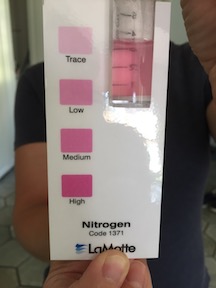 Trace
Low
Medium
High
Nitrogen
Code 1371
LaMotte